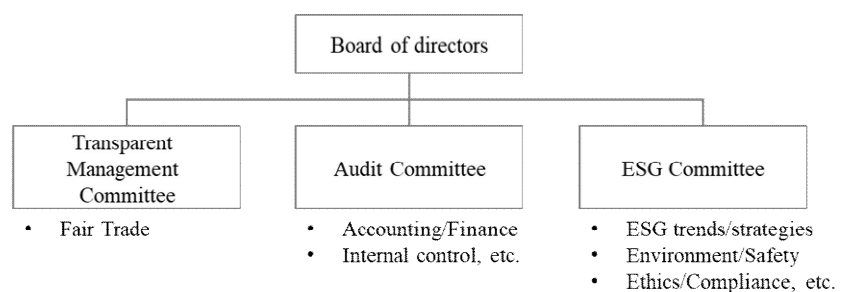 Board of directors
Transparent
Management
Committee
Audit Committee
ESG Committee
• Fair Trade
• Accounting/Finance
• Internal control, etc.
• ESG trends/strategies
• Environment/Safety
• Ethics/Compliance, etc.